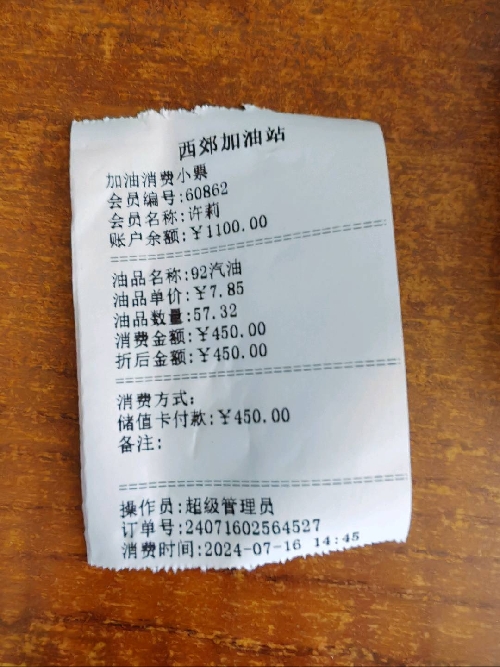 西郊加油站
加油消费小票
会员编号:60862
会员名称:许莉
账户余额:￥1100.00
油品名称:92汽油
油品单价:￥7.85
油品数量:57.32
消费金额:￥450.00
折后金额:￥450.00
消费方式:
储值卡付款:￥450.00
备注:
操作员:超级管理员
订单号:24071602564527
消费时间:2024-07-16 14:45